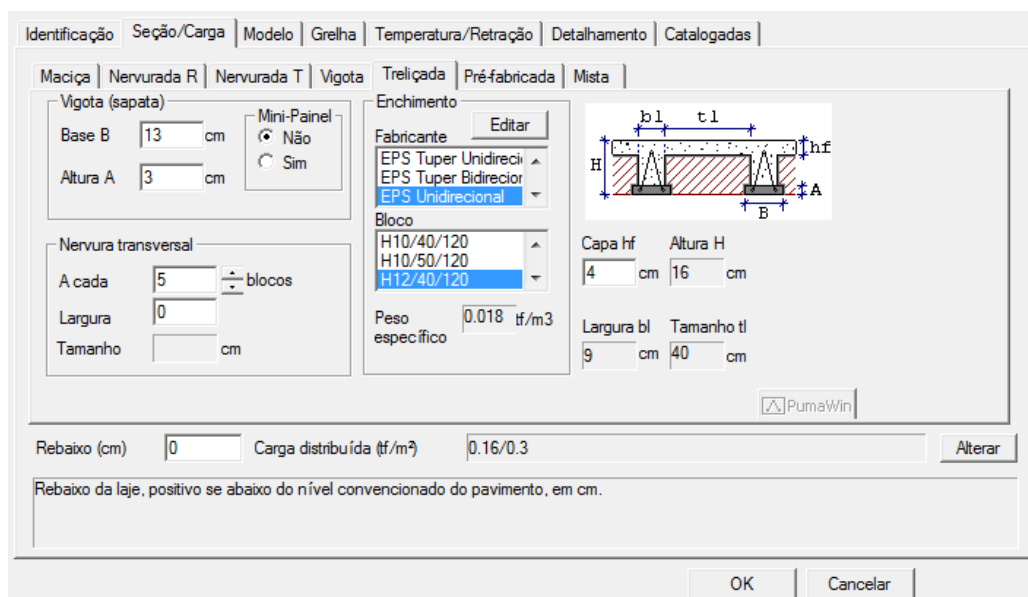 Identificação Seção/Carga Modelo Grelha Temperatura/Retração Detalhamento Catalogadas
Maciça Nervurada R Nervurada T Vigota Treliçada Pré-fabricada Mista
Vigota (sapata)
Base B 13 cm
Altura A 3 cm
Mini-Painel
Não
Sim
Nervura transversal
A cada 5 blocos
Largura 0
Tamanho cm
Enchimento
Fabricante Editar
EPS Tuper Unidireci
EPS Tuper Bidirecior
EPS Unidirecional
Bloco
H10/40/120
H10/50/120
H12/40/120
Peso específico 0.018 tf/m3
bl tl
hf
H
A
B
Capa hf Altura H
4 cm 16 cm
Largura bl Tamanho tl
9 cm 40 cm
PumaWin
Rebaixo (cm) 0 Carga distribuída (tf/m²) 0.16/0.3 Alterar
Rebaixo da laje, positivo se abaixo do nível convencionado do pavimento, em cm.
OK Cancelar